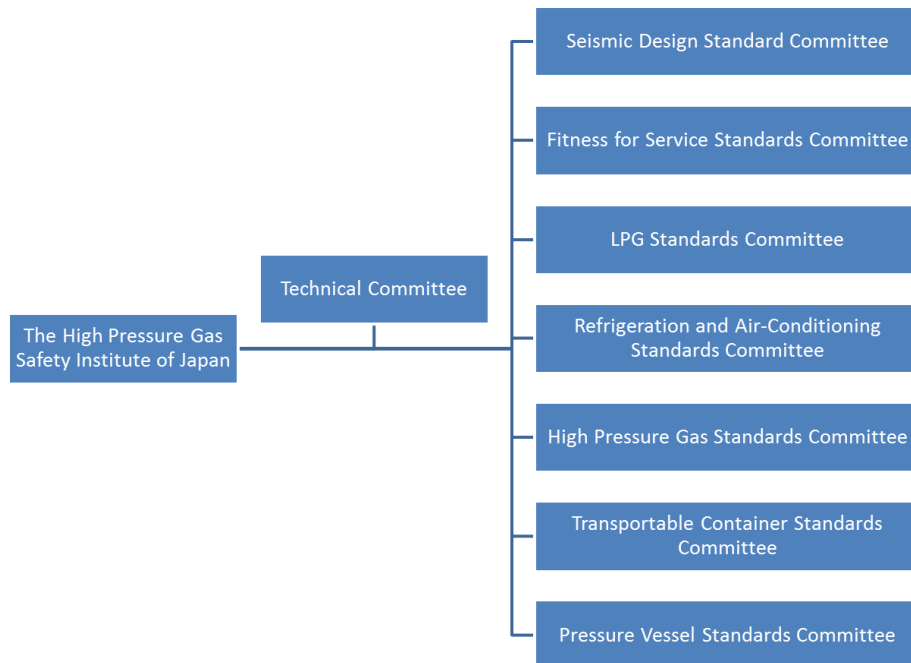 Seismic Design Standard Committee
Fitness for Service Standards Committee
LPG Standards Committee
Technical Committee
The High Pressure Gas
Safety Institute of Japan
Refrigeration and Air-Conditioning
Standards Committee
High Pressure Gas Standards Committee
Transportable Container Standards
Committee
Pressure Vessel Standards Committee